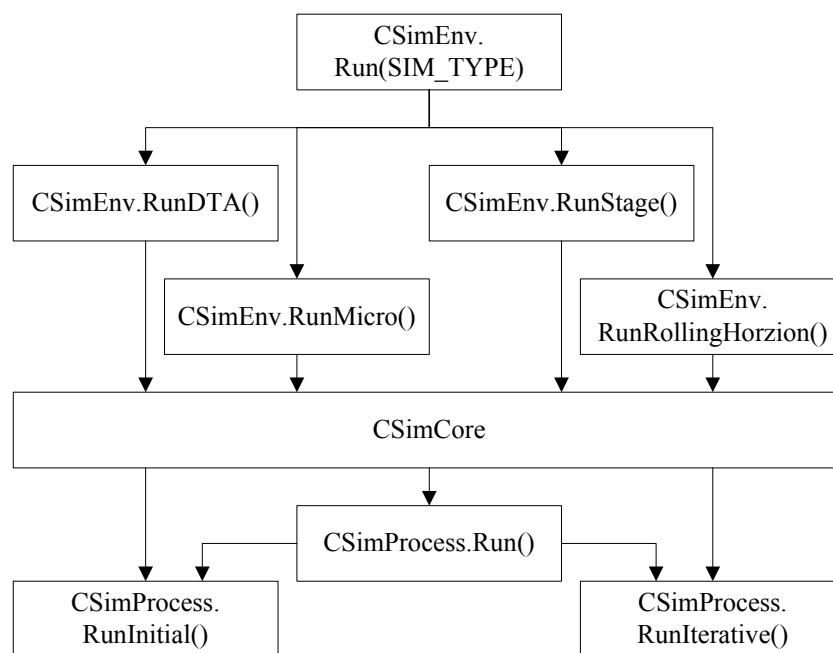 CSimEnv.
Run(SIM_TYPE)
CSimEnv.RunDTA()
CSimEnv.RunStage()
CSimEnv.RunMicro()
CSimEnv.
RunRollingHorzion()
CSimCore
CSimProcess.Run()
CSimProcess.
RunInitial()
CSimProcess.
RunIterative()